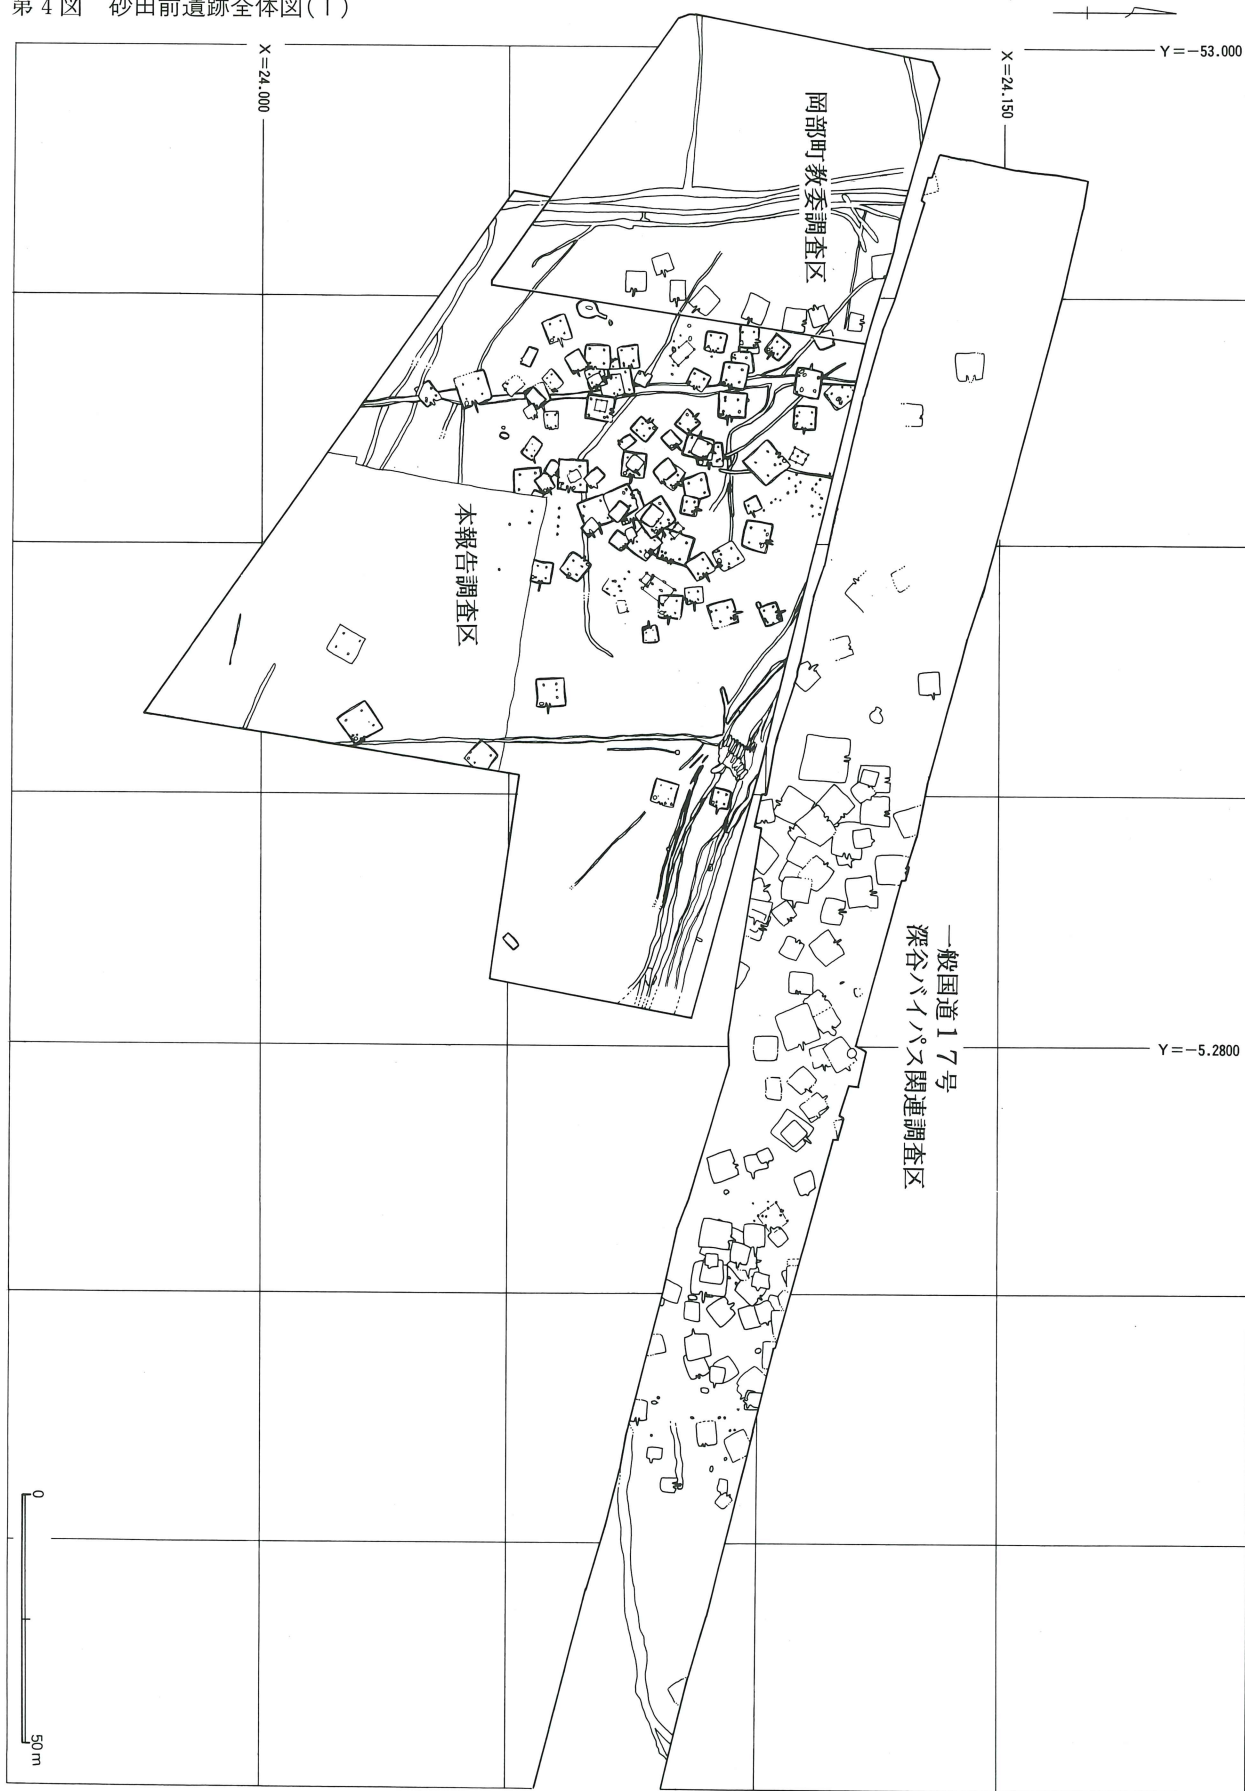 第4図 砂田前遺跡全体図(1)
Y=-53.000
X=24.000
X=24.150
岡部町教委調査区
本報告調査区
一般国道17号
深谷バイパス関連調査区
Y=-5.2800
0
50m